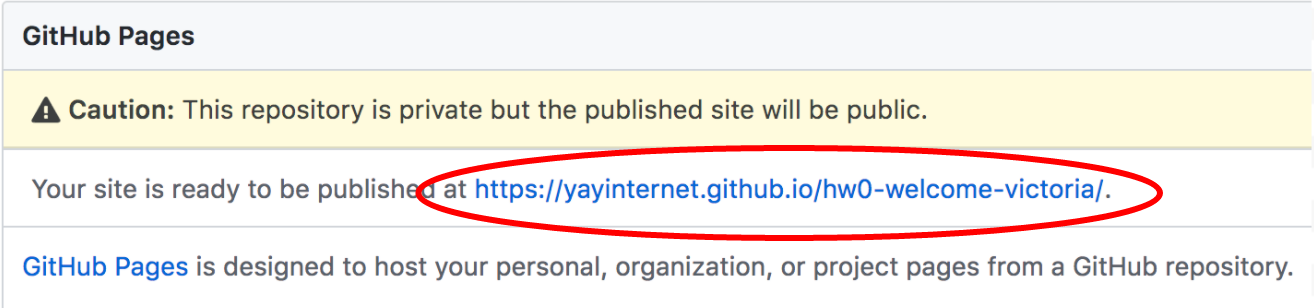 GitHub Pages
Caution: This repository is private but the published site will be public.
Your site is ready to be published at https://yayinternet.github.io/hw0-welcome-victoria/.
GitHub Pages is designed to host your personal, organization, or project pages from a GitHub repository.